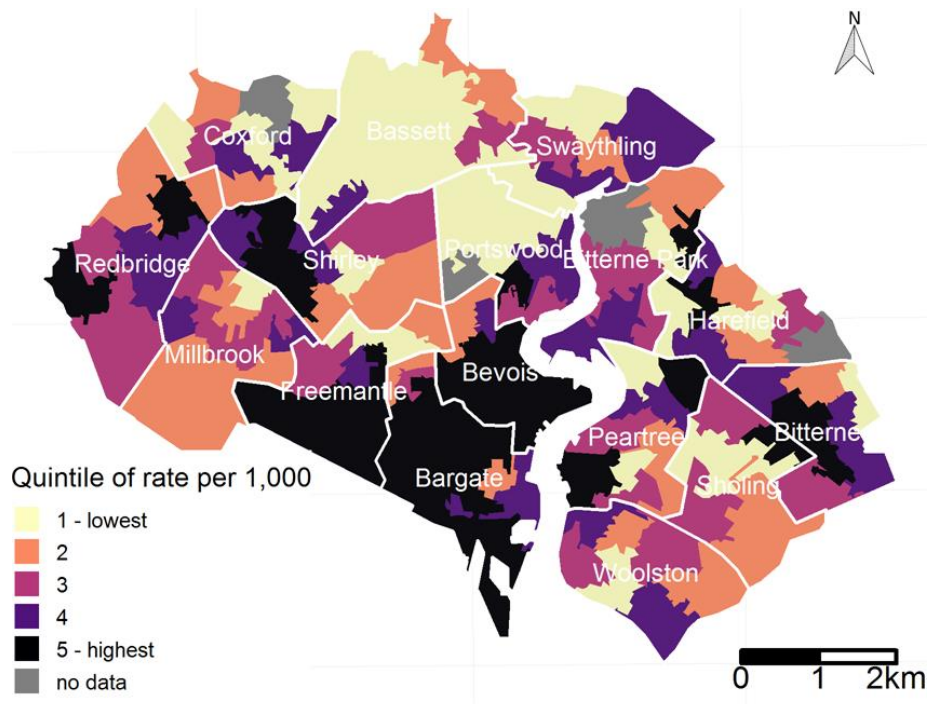 N
Coxford
Bassett
Swaythling
Redbridge
Shirley
Portswood
Bitterne Park
Millbrook
Harefield
Freemantle
Bevois
Peartree
Bitterne
Bargate
Sholing
Woolston
Quintile of rate per 1,000
1 - lowest
2
3
4
5 - highest
no data
0 1 2km